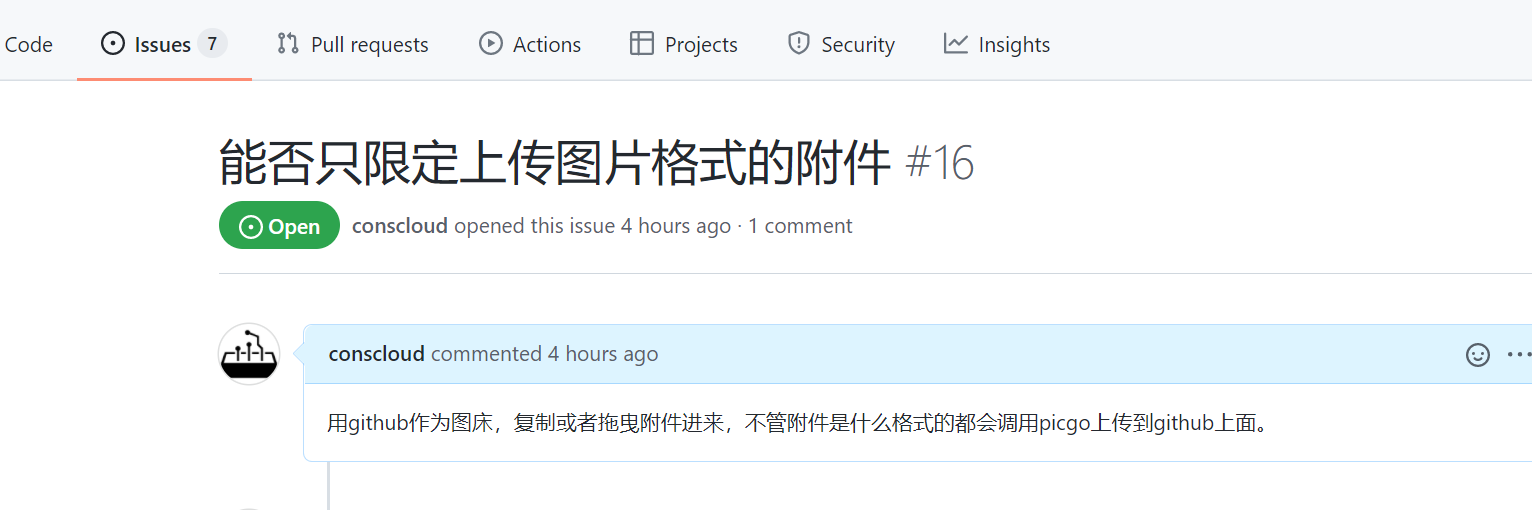 Code Issues 7 Pull requests Actions Projects Security Insights
能否只限定上传图片格式的附件 #16
Open conscloud opened this issue 4 hours ago · 1 comment
conscloud commented 4 hours ago
用github作为图床，复制或者拖曳附件进来，不管附件是什么格式的都会调用picgo上传到github上面。